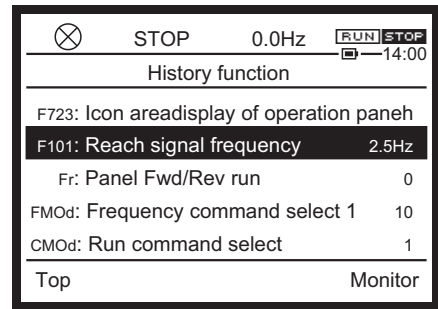 STOP 0.0Hz RUN STOP
14:00
History function
F723: Icon areadisplay of operation paneh
F101: Reach signal frequency 2.5Hz
Fr: Panel Fwd/Rev run 0
FMOd: Frequency command select 1 10
CMOd: Run command select 1
Top Monitor